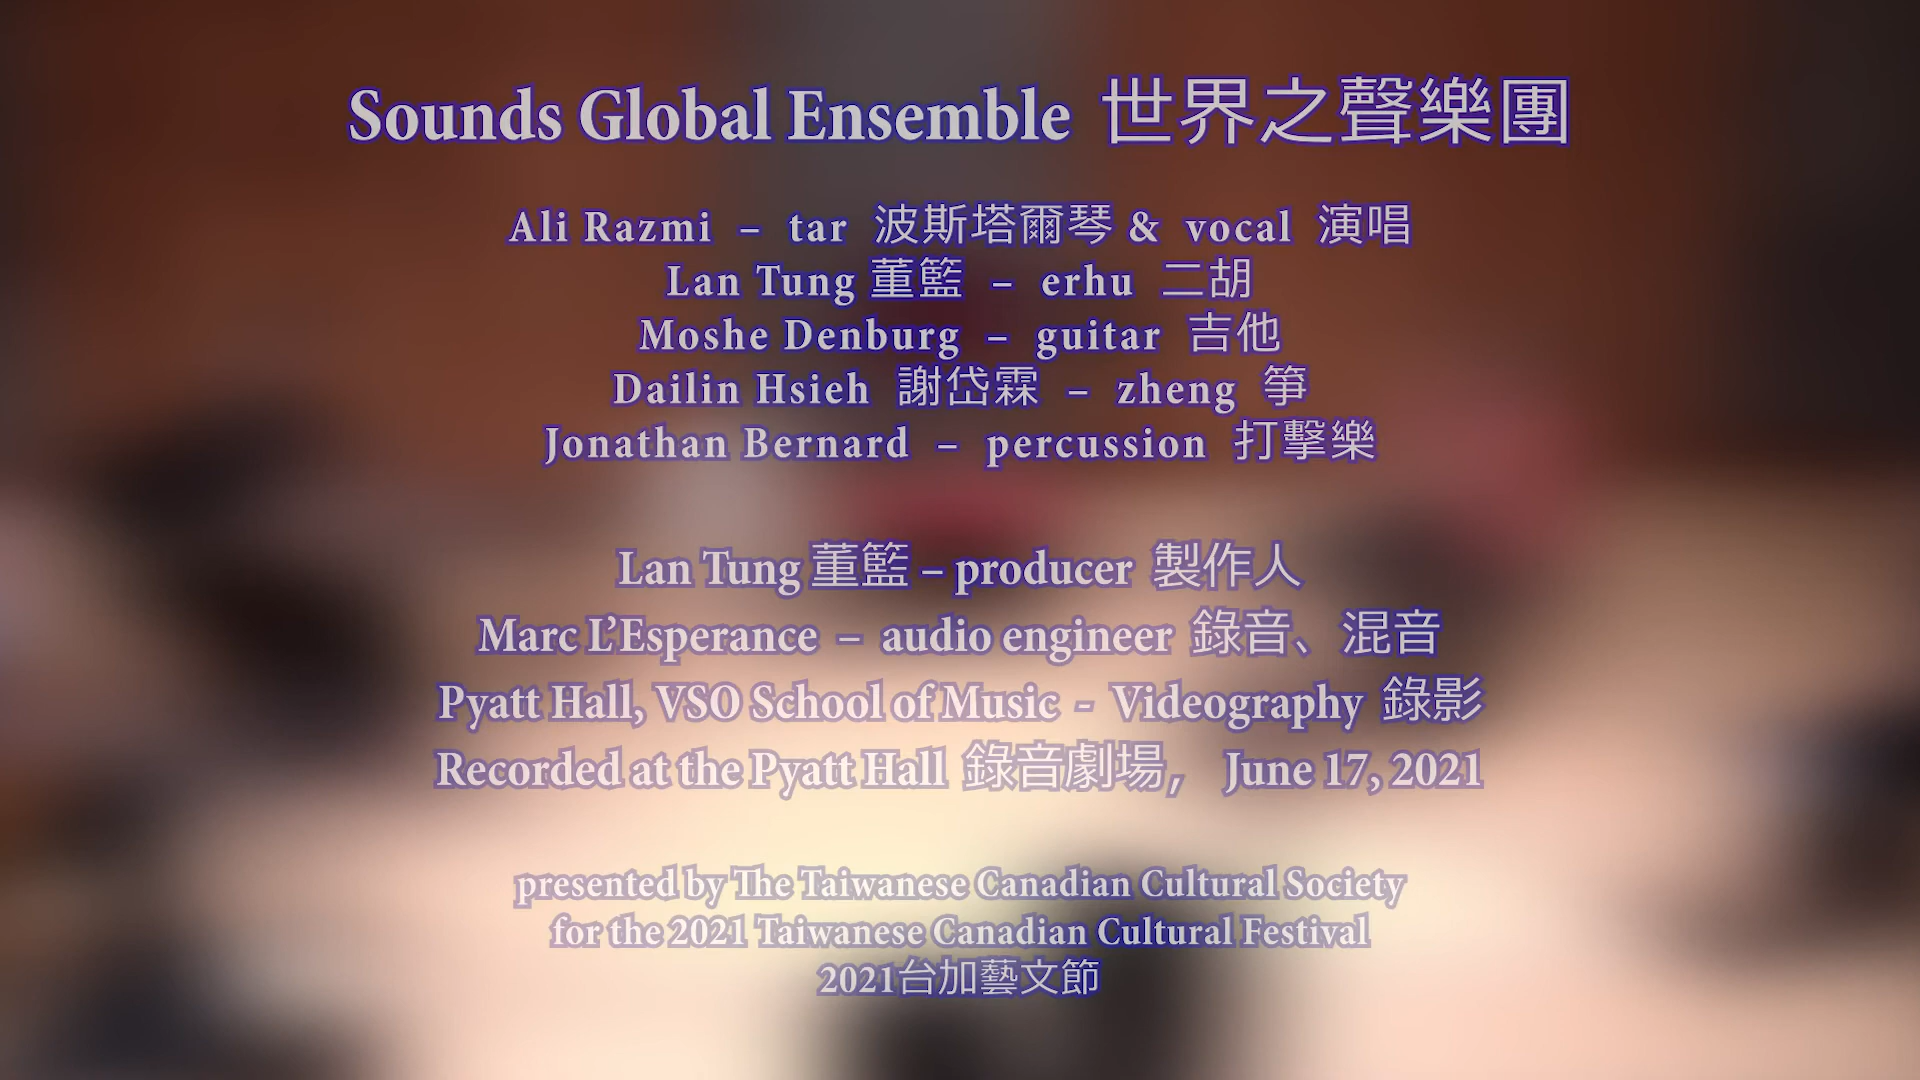 Sounds Global Ensemble 世界之聲樂團
Ali Razmi – tar 波斯塔爾琴 & vocal 演唱
Lan Tung 董籃 – erhu 二胡
Moshe Denburg – guitar 吉他
Dailin Hsieh 謝岱霖 – zheng 箏
Jonathan Bernard – percussion 打擊樂
Lan Tung 董籃 – producer 製作人
Marc L’Esperance – audio engineer 錄音、混音
Pyatt Hall, VSO School of Music - Videography 錄影
Recorded at the Pyatt Hall 錄音劇場， June 17, 2021
presented by The Taiwanese Canadian Cultural Society
for the 2021 Taiwanese Canadian Cultural Festival
2021台加藝文節